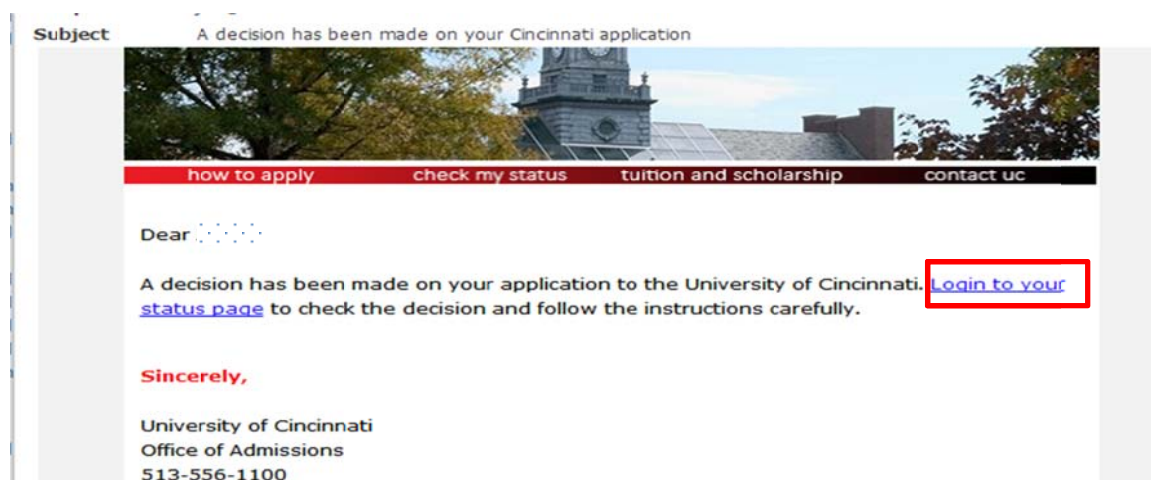 Subject A decision has been made on your Cincinnati application
how to apply check my status tuition and scholarship contact uc
Dear
A decision has been made on your application to the University of Cincinnati. Login to your
status page to check the decision and follow the instructions carefully.
Sincerely,
University of Cincinnati
Office of Admissions
513-556-1100